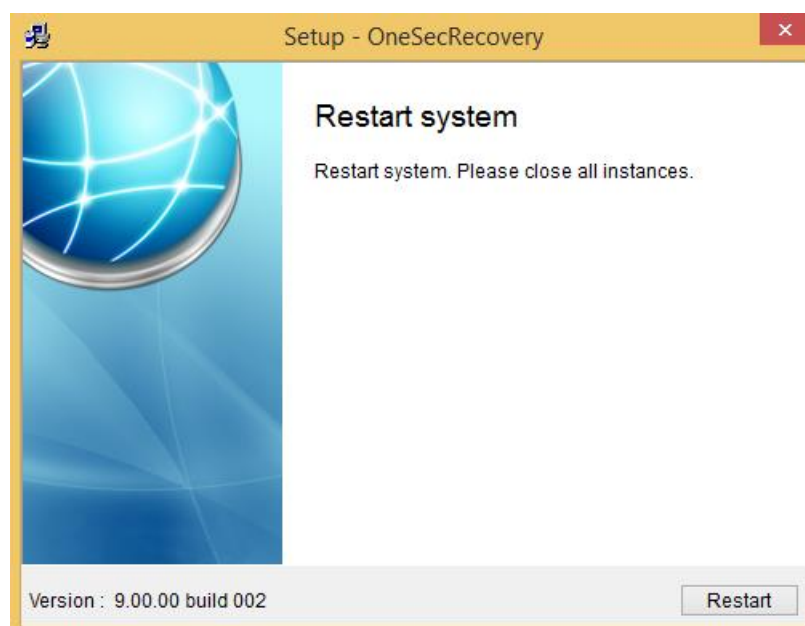 Setup - OneSecRecovery
Restart system
Restart system. Please close all instances.
Version : 9.00.00 build 002
Restart